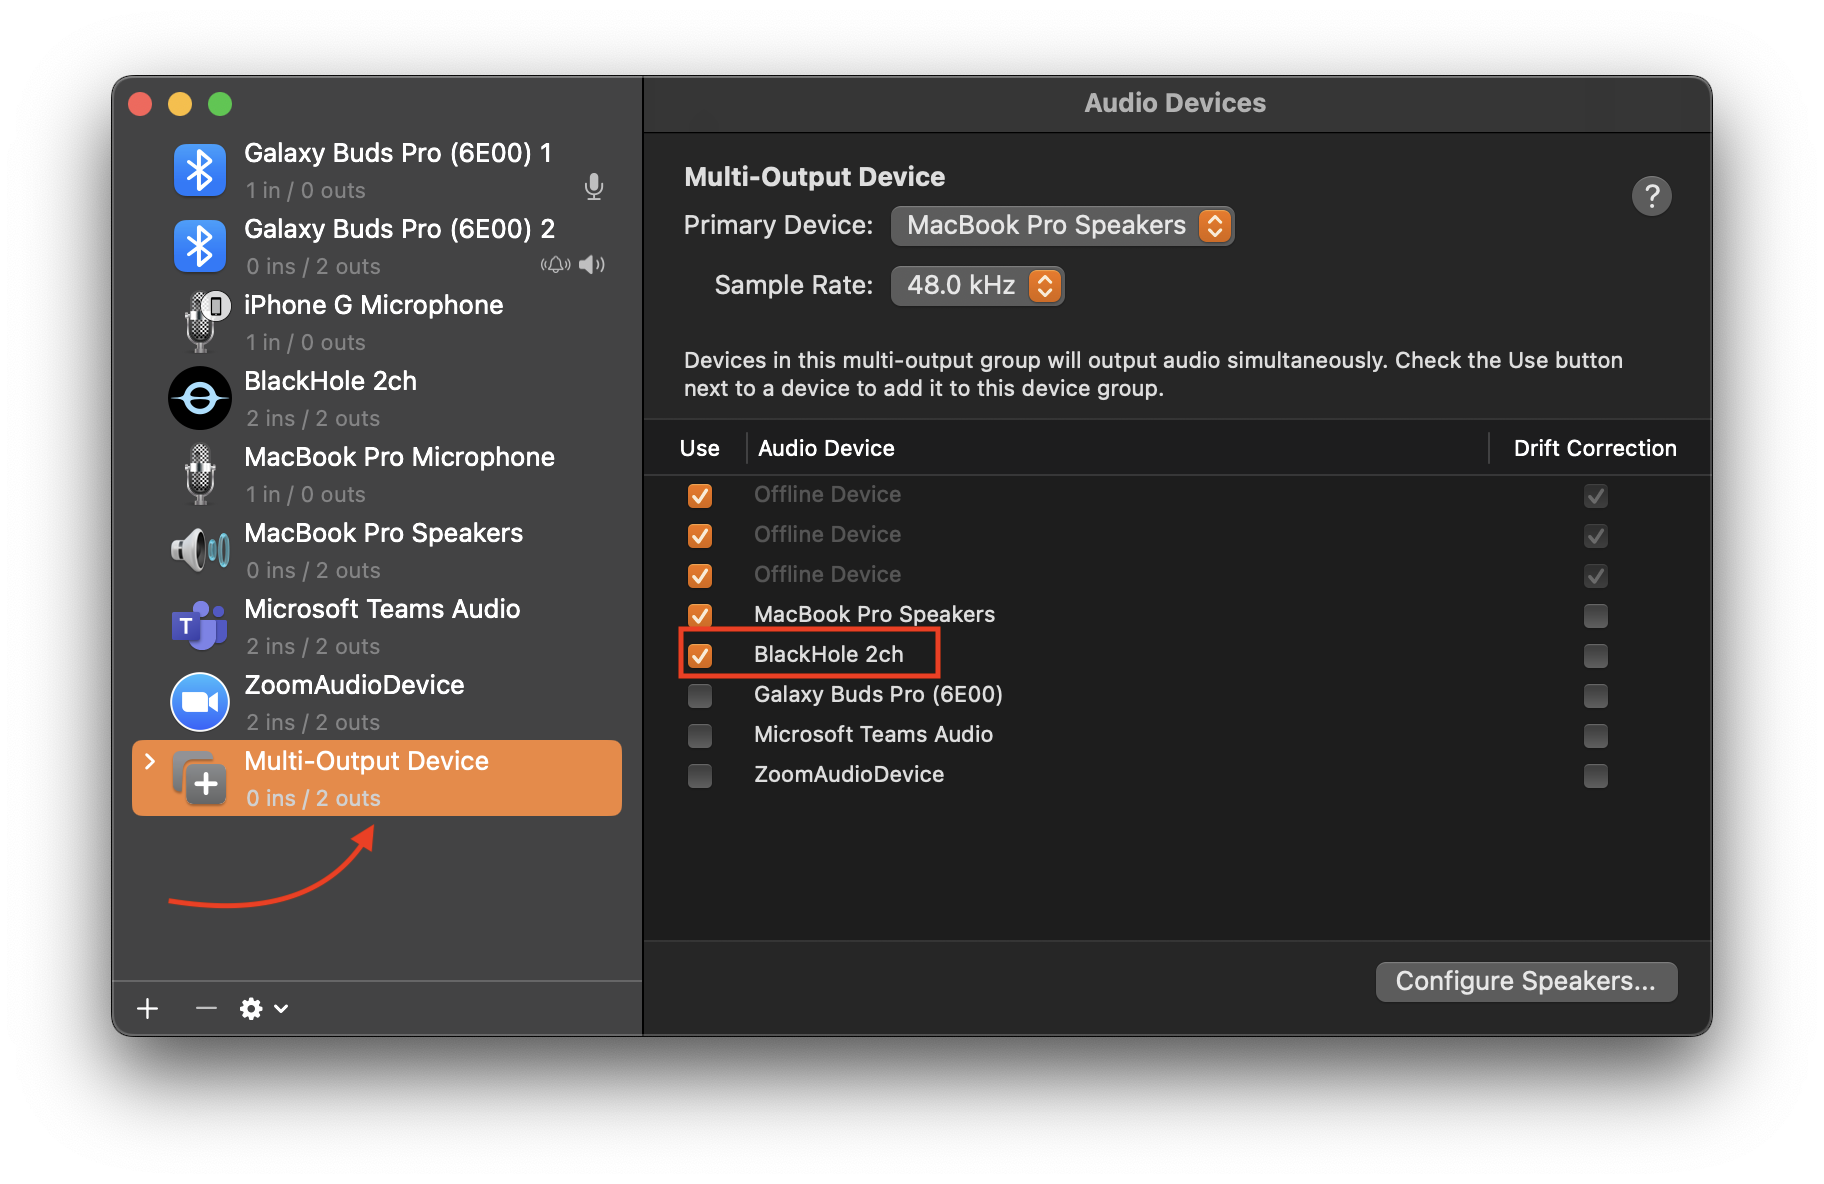 Galaxy Buds Pro (6E00) 1
1 in / 0 outs
Galaxy Buds Pro (6E00) 2
0 ins / 2 outs
iPhone G Microphone
1 in / 0 outs
BlackHole 2ch
2 ins / 2 outs
MacBook Pro Microphone
1 in / 0 outs
MacBook Pro Speakers
0 ins / 2 outs
T
Microsoft Teams Audio
2 ins / 2 outs
ZoomAudioDevice
2 ins / 2 outs
Multi-Output Device
0 ins / 2 outs
Audio Devices
Multi-Output Device
?
Primary Device: MacBook Pro Speakers
Sample Rate: 48.0 kHz
Devices in this multi-output group will output audio simultaneously. Check the Use button
next to a device to add it to this device group.
Use Audio Device Drift Correction
Offline Device
Offline Device
Offline Device
MacBook Pro Speakers
BlackHole 2ch
Galaxy Buds Pro (6E00)
Microsoft Teams Audio
ZoomAudioDevice
Configure Speakers...